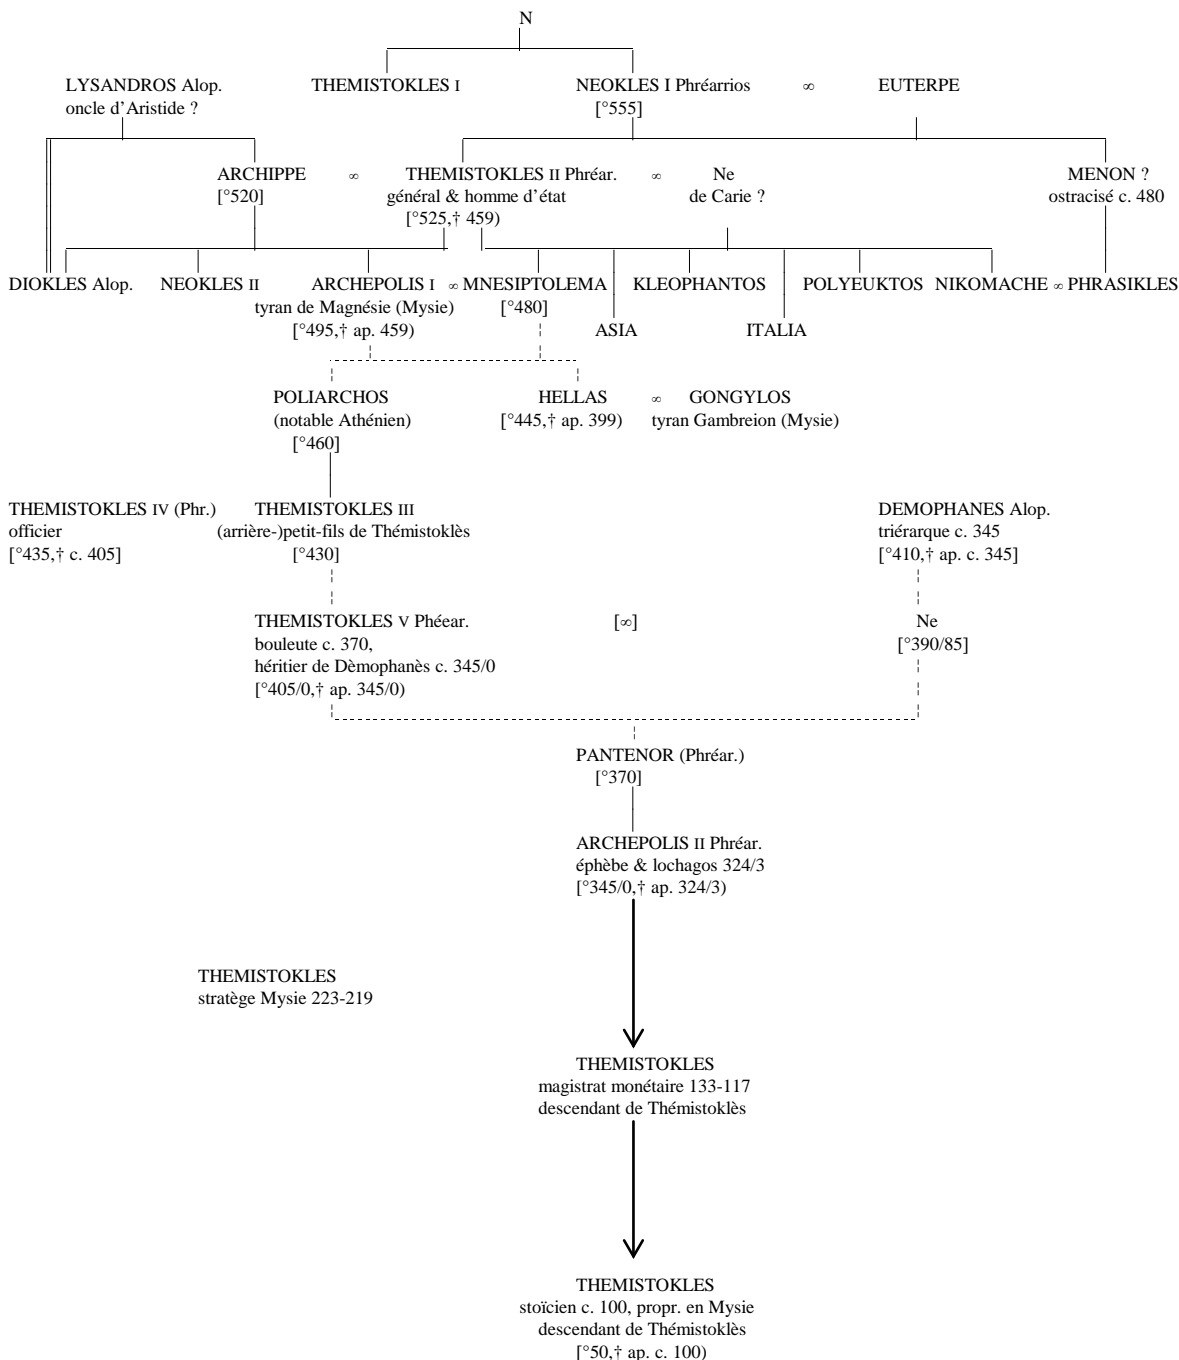 N
LYSANDROS Alop. THEMISTOKLES I NEOKLES I Phréarrios ∞ EUTERPE
oncle d'Aristide ? [°555]
ARCHIPPE ∞ THEMISTOKLES II Phréar. ∞ Ne MENON ?
[°520] général & homme d'état de Carie ? ostracisé c. 480
[°525,† 459)
DIOKLES Alop. NEOKLES II ARCHEPOLIS I ∞ MNESIPTOLEMA KLEOPHANTOS POLYEUKTOS NIKOMACHE ∞ PHRASIKLES
tyran de Magnésie (Mysie) [°480]
[°495,† ap. 459) ASIA ITALIA
POLIARCHOS HELLAS ∞ GONGYLOS
(notable Athénien) [°445,† ap. 399) tyran Gambreion (Mysie)
[°460]
THEMISTOKLES IV (Phr.) THEMISTOKLES III DEMOPHANES Alop.
officier (arrière-)petit-fils de Thémistoklès triérarque c. 345
[°435,† c. 405] [°430] [°410,† ap. c. 345]
THEMISTOKLES V Phéear. [∞] Ne
bouleute c. 370, [°390/85]
héritier de Dèmophanès c. 345/0
[°405/0,† ap. 345/0)
PANTENOR (Phréar.)
[°370]
ARCHEPOLIS II Phréar.
éphèbe & lochagos 324/3
[°345/0,† ap. 324/3)
THEMISTOKLES
stratège Mysie 223-219
THEMISTOKLES
magistrat monétaire 133-117
descendant de Thémistoklès
THEMISTOKLES
stoïcien c. 100, propr. en Mysie
descendant de Thémistoklès
[°50,† ap. c. 100)